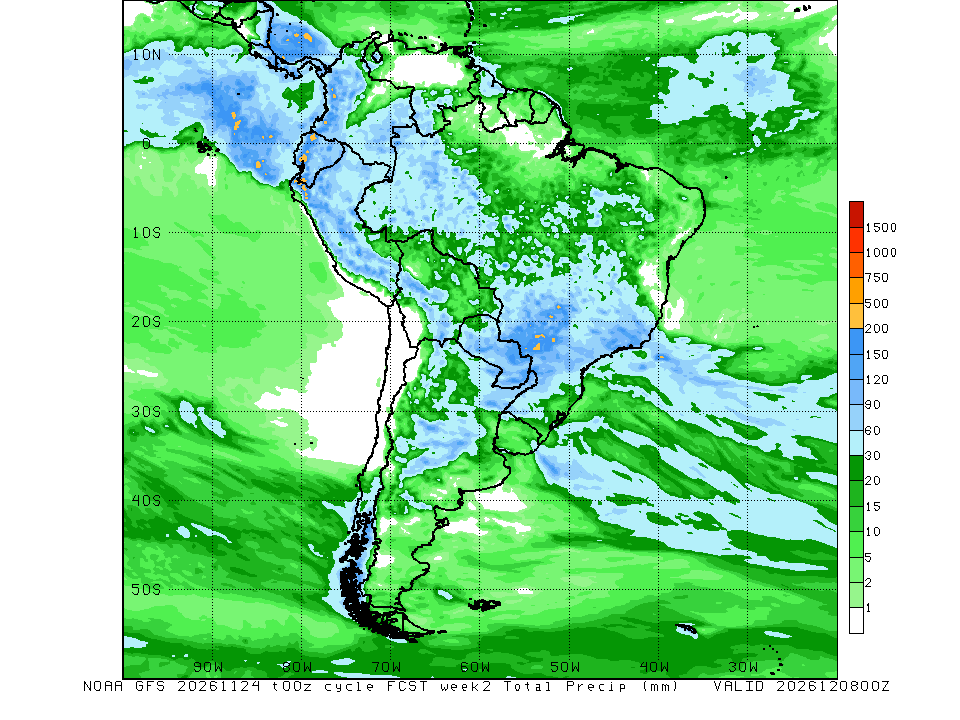 10N
0
10S
20S
30S
40S
50S
90W 80W 70W 60W 50W 40W 30W
1500
1000
750
500
200
150
120
90
60
30
20
15
10
5
2
1
NOAA GFS 20261124 t00z cycle FCST week2 Total Precip (mm) VALID 2026120800Z